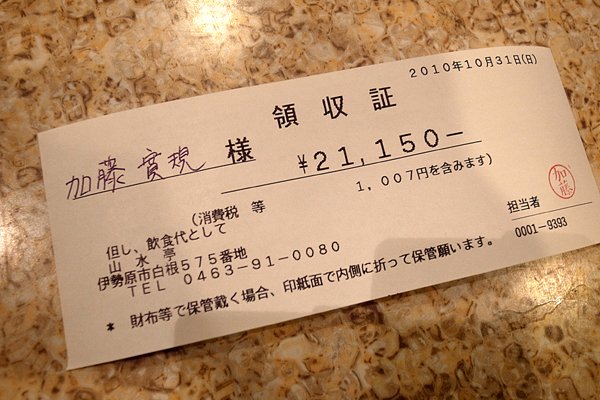 2010年10月31日(日)
領収証
加藤 實規 様
¥21,150−
(消費税 等 1,007円を含みます)
但し、飲食代として
山 水 亭
伊勢原市白根575番地
TEL 0463-91-0080
担当者 加藤
0001-9393
* 財布等で保管戴く場合、印紙面で内側に折って保管願います。